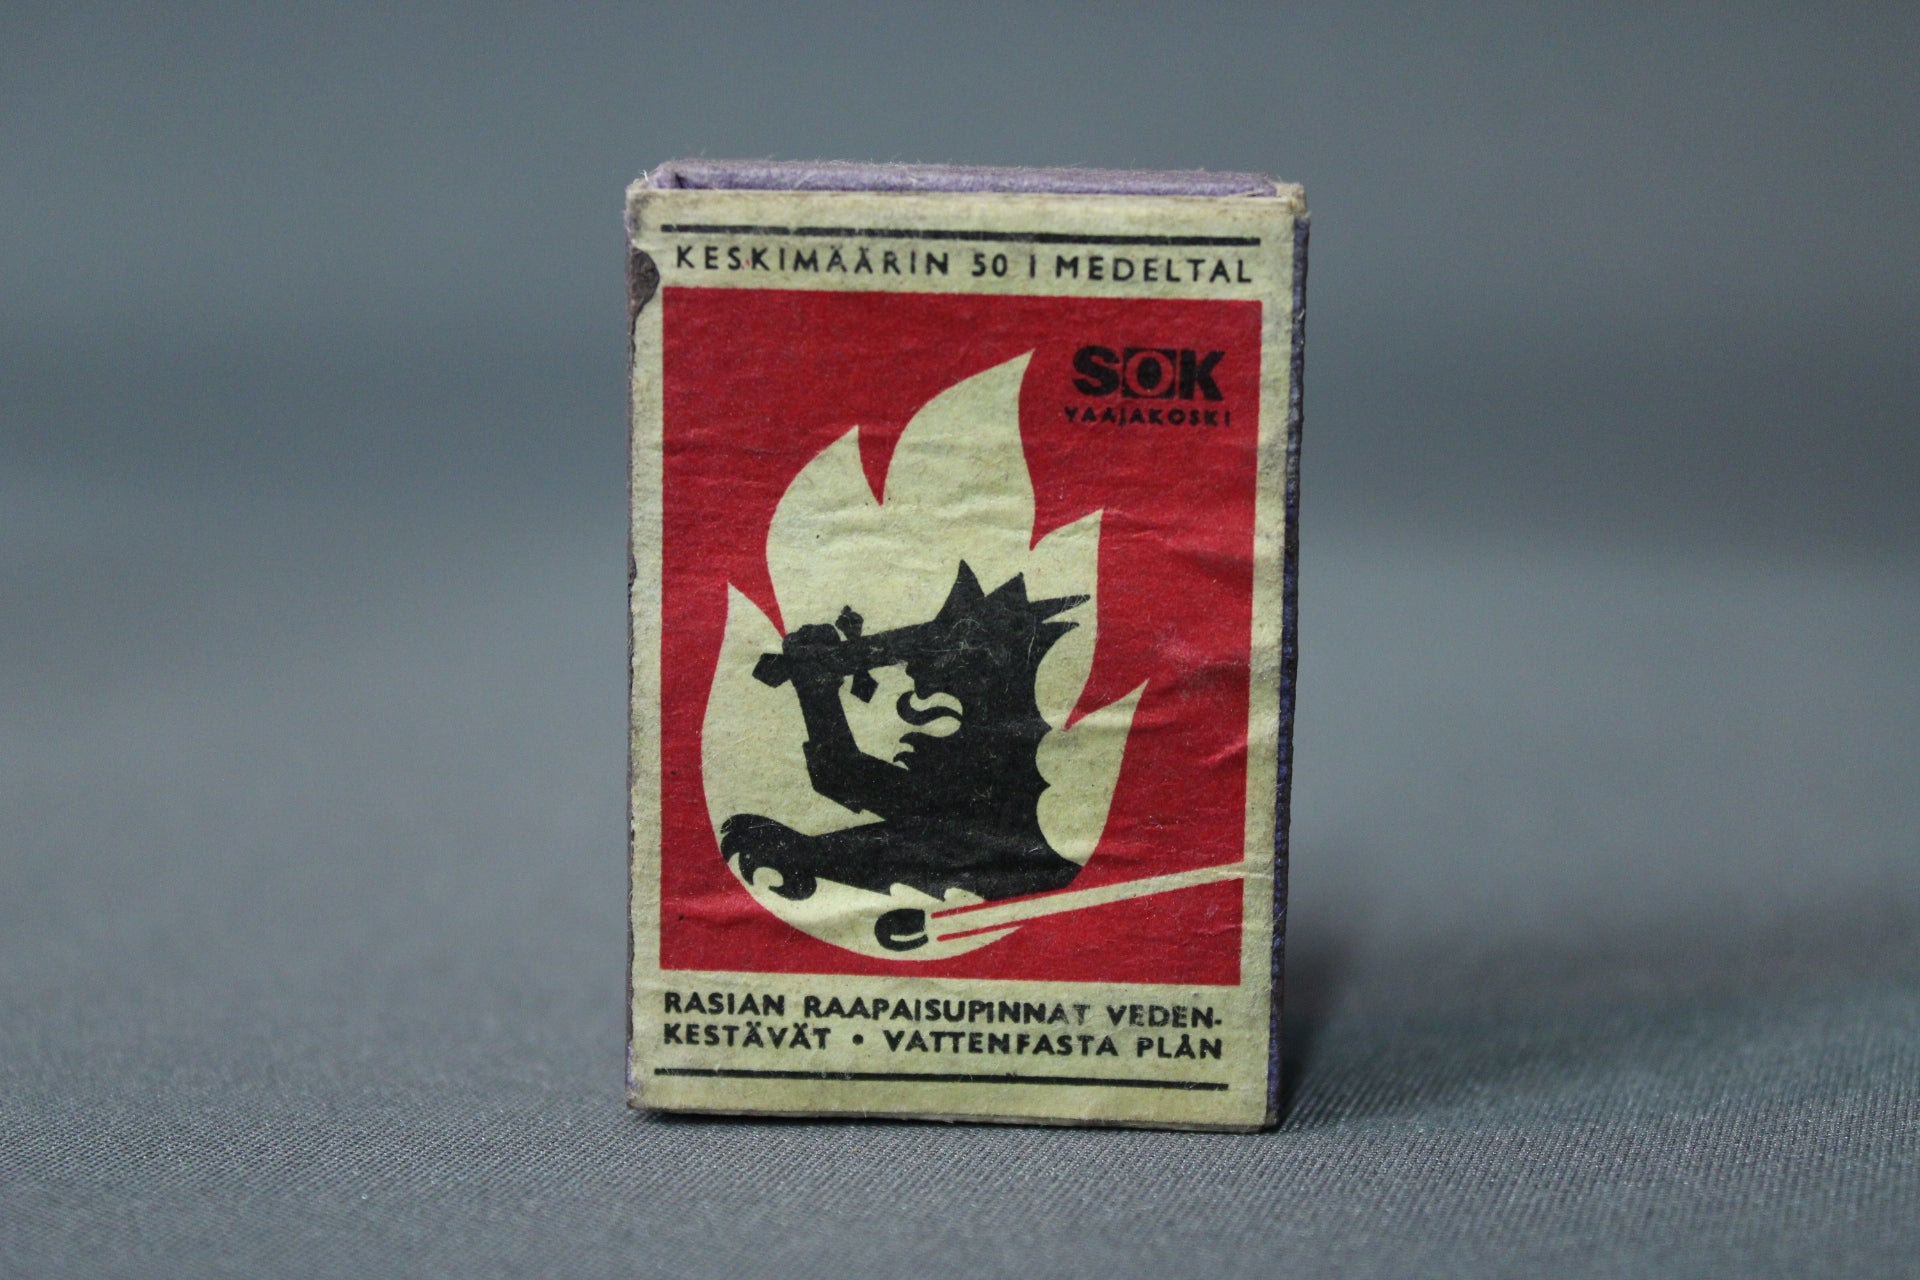 KESKIMÄÄRIN 50 I MEDELTAL
SOK
VAAJAKOSKI
RASIAN RAAPAISUPINNAT VEDEN-
KESTÄVÄT • VATTENFASTA PLÅN